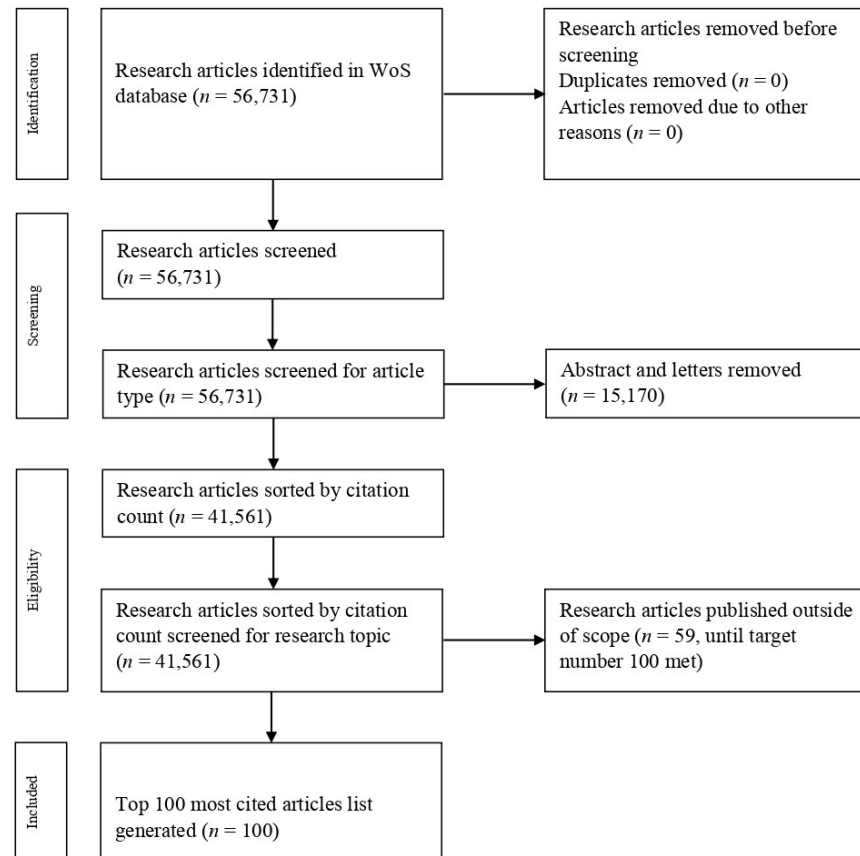 Identification
Research articles identified in WoS
database (n = 56,731)
Research articles removed before
screening
Duplicates removed (n = 0)
Articles removed due to other
reasons (n = 0)
Screening
Research articles screened
(n = 56,731)
Research articles screened for article
type (n = 56,731)
Abstract and letters removed
(n = 15,170)
Eligibility
Research articles sorted by citation
count (n = 41,561)
Research articles sorted by citation
count screened for research topic
(n = 41,561)
Research articles published outside
of scope (n = 59, until target
number 100 met)
Included
Top 100 most cited articles list
generated (n = 100)